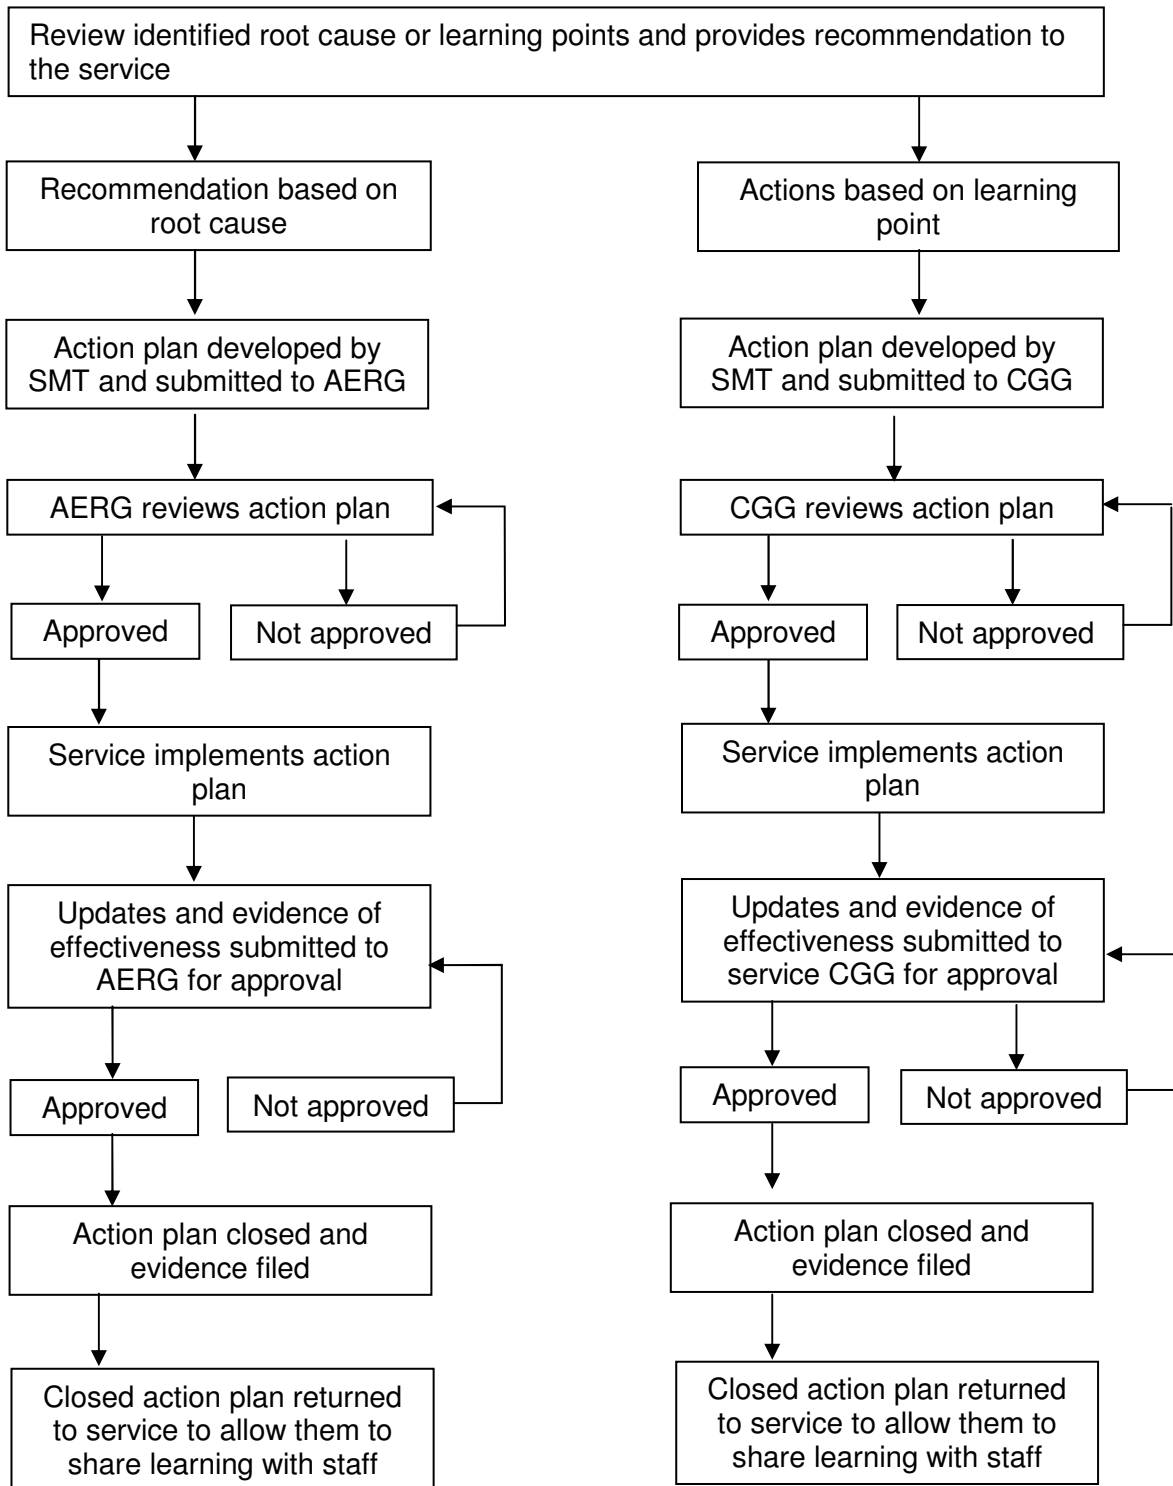 Review identified root cause or learning points and provides recommendation to
the service
Recommendation based on
root cause
Actions based on learning
point
Action plan developed by
SMT and submitted to AERG
Action plan developed by
SMT and submitted to CGG
AERG reviews action plan
CGG reviews action plan
Approved
Not approved
Approved
Not approved
Service implements action
plan
Service implements action
plan
Updates and evidence of
effectiveness submitted to
AERG for approval
Updates and evidence of
effectiveness submitted to
service CGG for approval
Approved
Not approved
Approved
Not approved
Action plan closed and
evidence filed
Action plan closed and
evidence filed
Closed action plan returned
to service to allow them to
share learning with staff
Closed action plan returned
to service to allow them to
share learning with staff